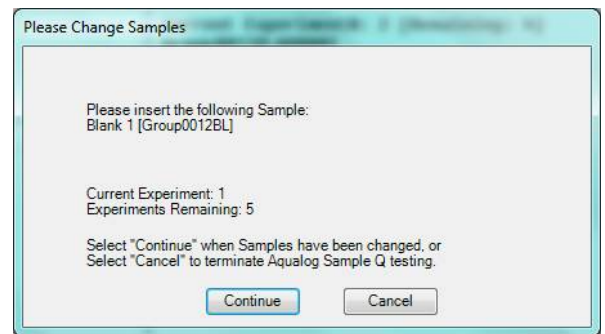 Please Change Samples
Please insert the following Sample:
Blank 1 [Group0012BL]
Current Experiment: 1
Experiments Remaining: 5
Select "Continue" when Samples have been changed, or
Select "Cancel" to terminate Aqualog Sample Q testing.
Continue Cancel